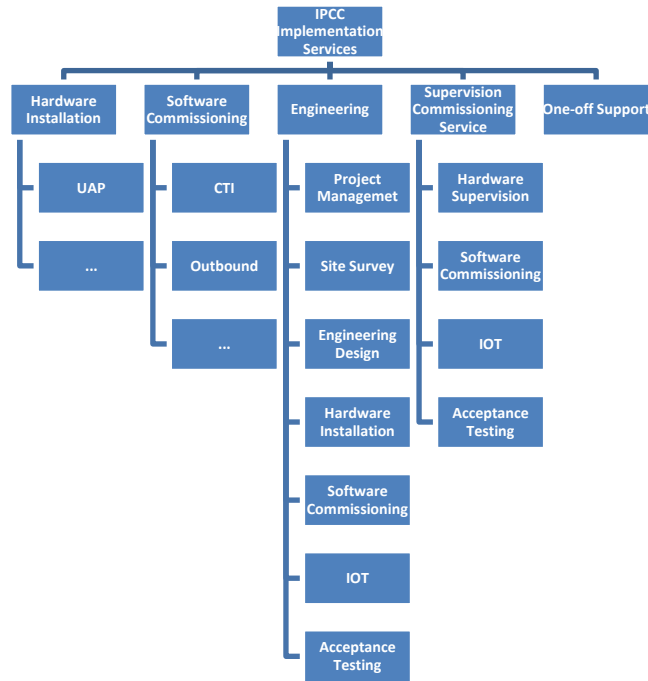 IPCC
Implementation
Services
Hardware
Installation
Software
Commissioning
Engineering
Supervision
Commissioning
Service
One-off Support
UAP
...
CTI
Outbound
...
Project
Managemet
Site Survey
Engineering
Design
Hardware
Installation
Software
Commissioning
IOT
Acceptance
Testing
Hardware
Supervision
Software
Commissioning
IOT
Acceptance
Testing